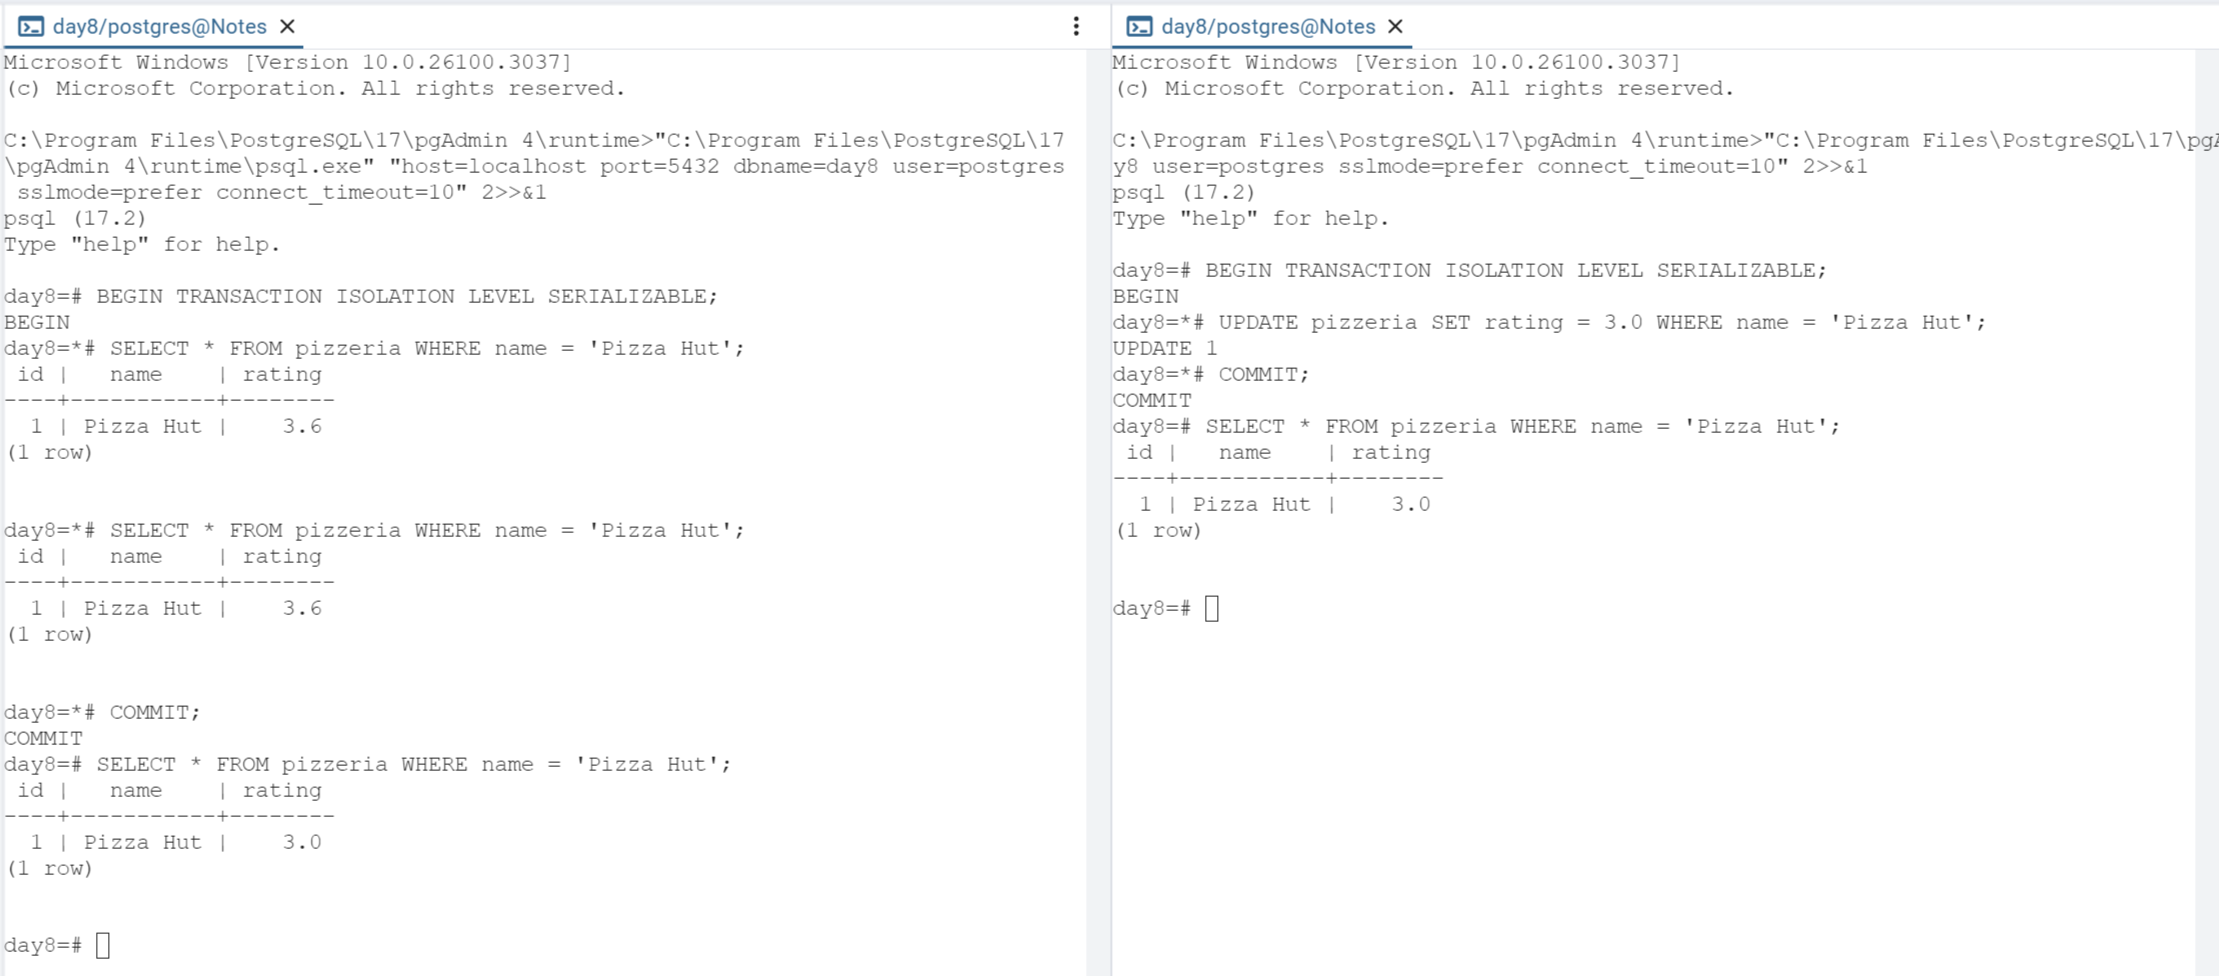 day8/postgres@Notes
Microsoft Windows [Version 10.0.26100.3037]
(c) Microsoft Corporation. All rights reserved.
C:\Program Files\PostgreSQL\17\pgAdmin 4\runtime>"C:\Program Files\PostgreSQL\17
\pgAdmin 4\runtime\psql.exe" "host=localhost port=5432 dbname=day8 user=postgres
 sslmode=prefer connect_timeout=10" 2>>&1
psql (17.2)
Type "help" for help.
day8=# BEGIN TRANSACTION ISOLATION LEVEL SERIALIZABLE;
BEGIN
day8=*# SELECT * FROM pizzeria WHERE name = 'Pizza Hut';
 id |   name    | rating
----+-----------+--------
  1 | Pizza Hut |    3.6
(1 row)
day8=*# SELECT * FROM pizzeria WHERE name = 'Pizza Hut';
 id |   name    | rating
----+-----------+--------
  1 | Pizza Hut |    3.6
(1 row)
day8=*# COMMIT;
COMMIT
day8=# SELECT * FROM pizzeria WHERE name = 'Pizza Hut';
 id |   name    | rating
----+-----------+--------
  1 | Pizza Hut |    3.0
(1 row)
day8=#
day8/postgres@Notes
Microsoft Windows [Version 10.0.26100.3037]
(c) Microsoft Corporation. All rights reserved.
C:\Program Files\PostgreSQL\17\pgAdmin 4\runtime>"C:\Program Files\PostgreSQL\17\pgA
y8 user=postgres sslmode=prefer connect_timeout=10" 2>>&1
psql (17.2)
Type "help" for help.
day8=# BEGIN TRANSACTION ISOLATION LEVEL SERIALIZABLE;
BEGIN
day8=*# UPDATE pizzeria SET rating = 3.0 WHERE name = 'Pizza Hut';
UPDATE 1
day8=*# COMMIT;
COMMIT
day8=# SELECT * FROM pizzeria WHERE name = 'Pizza Hut';
 id |   name    | rating
----+-----------+--------
  1 | Pizza Hut |    3.0
(1 row)
day8=#